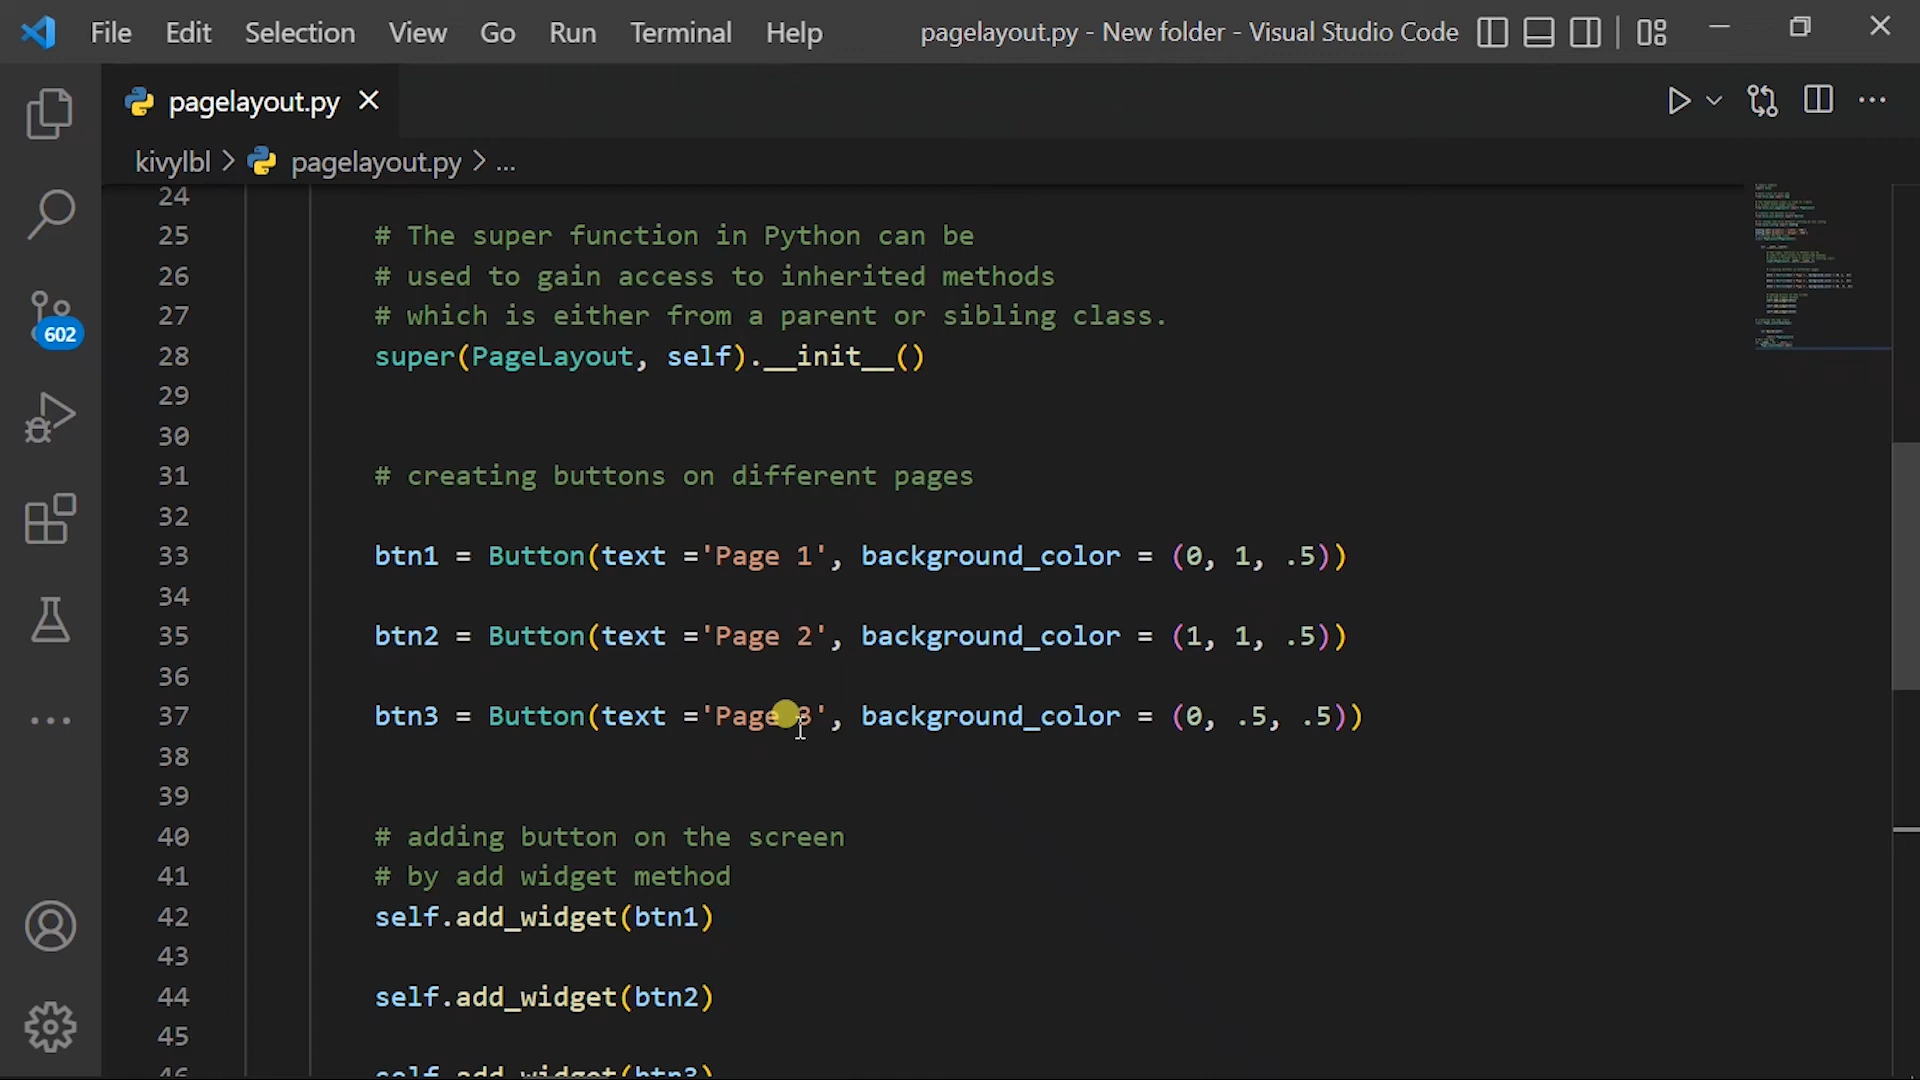 File Edit Selection View Go Run Terminal Help pagelayout.py - New folder - Visual Studio Code
pagelayout.py
kivylbl > pagelayout.py > ...
24
25 # The super function in Python can be
26 # used to gain access to inherited methods
27 # which is either from a parent or sibling class.
28 super(PageLayout, self).__init__()
29
30
31 # creating buttons on different pages
32
33 btn1 = Button(text ='Page 1', background_color = (0, 1, .5))
34
35 btn2 = Button(text ='Page 2', background_color = (1, 1, .5))
36
37 btn3 = Button(text ='Page 3', background_color = (0, .5, .5))
38
39
40 # adding button on the screen
41 # by add widget method
42 self.add_widget(btn1)
43
44 self.add_widget(btn2)
45
46 self.add_widget(btn3)
602